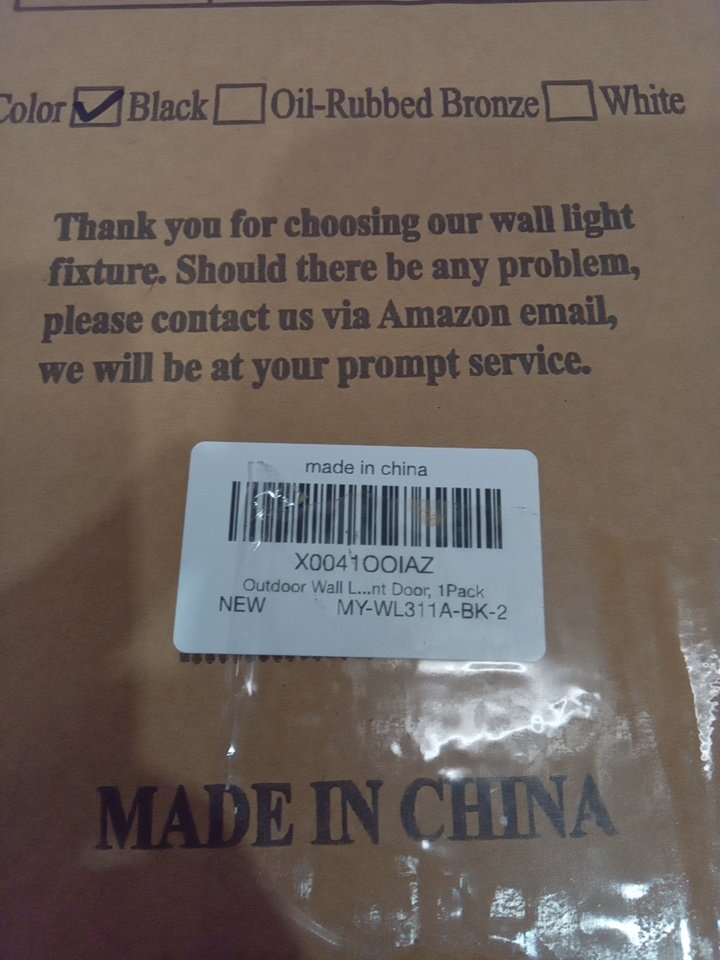 Color Black Oil-Rubbed Bronze White
Thank you for choosing our wall light
fixture. Should there be any problem,
please contact us via Amazon email,
we will be at your prompt service.
made in china
X0041OOIAZ
Outdoor Wall L...nt Door, 1Pack
NEW MY-WL311A-BK-2
MADE IN CHINA